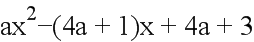 ax²−(4a + 1)x + 4a + 3